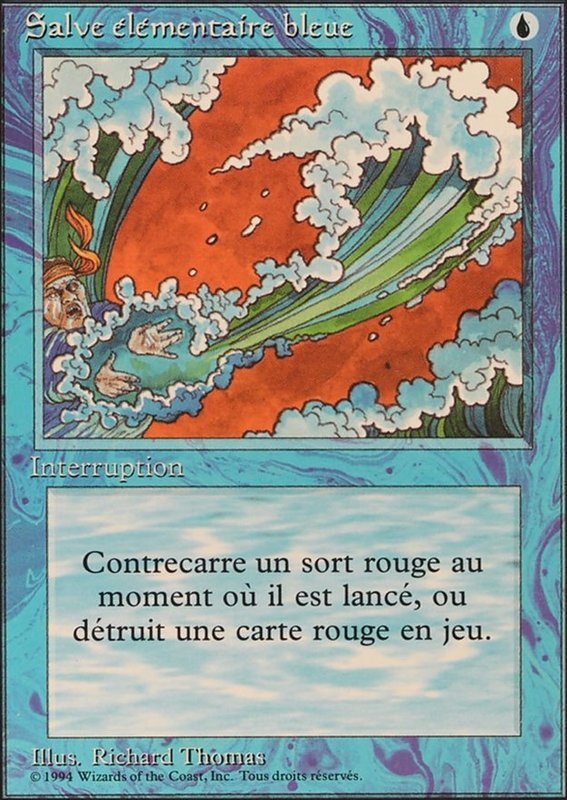 Salve élémentaire bleue
Interruption
Contrecarre un sort rouge au
moment où il est lancé, ou
détruit une carte rouge en jeu.
Illus. Richard Thomas
© 1994 Wizards of the Coast, Inc. Tous droits réservés.